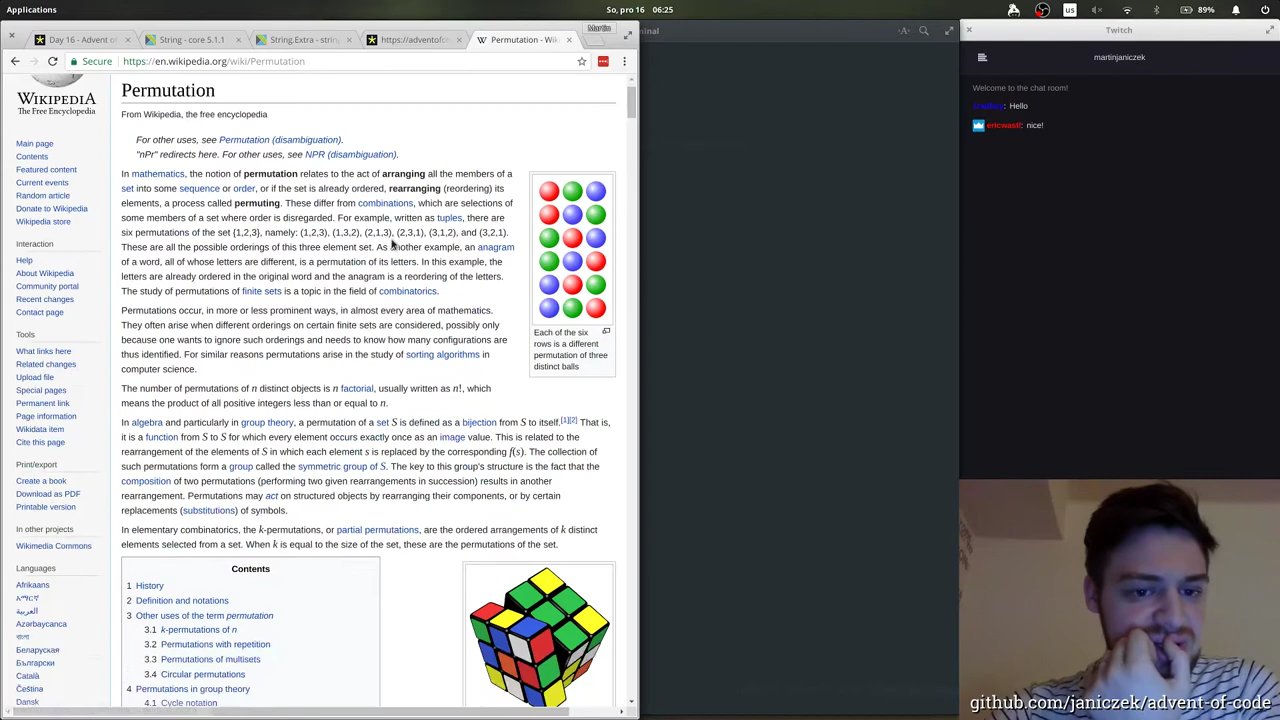 Applications
So, pro 16 06:25
us
89%
Martin
Day 16 - Advent of
String - core 5.1.1
String.Extra - string
https://adventofco
Permutation - Wiki
minal
Twitch
Secure
https://en.wikipedia.org/wiki/Permutation
martinjaniczek
Welcome to the chat room!
: Hello
ericwastl: nice!
WIKIPEDIA
The Free Encyclopedia
Main page
Contents
Featured content
Current events
Random article
Donate to Wikipedia
Wikipedia store
Interaction
Help
About Wikipedia
Community portal
Recent changes
Contact page
Tools
What links here
Related changes
Upload file
Special pages
Permanent link
Page information
Wikidata item
Cite this page
Print/export
Create a book
Download as PDF
Printable version
In other projects
Wikimedia Commons
Languages
Afrikaans
አማርኛ
العربية
Azərbaycanca
বাংলা
Беларуская
Български
Català
Čeština
Dansk
Permutation
From Wikipedia, the free encyclopedia
For other uses, see Permutation (disambiguation).
"nPr" redirects here. For other uses, see NPR (disambiguation).
In mathematics, the notion of permutation relates to the act of arranging all the members of a
set into some sequence or order, or if the set is already ordered, rearranging (reordering) its
elements, a process called permuting. These differ from combinations, which are selections of
some members of a set where order is disregarded. For example, written as tuples, there are
six permutations of the set {1,2,3}, namely: (1,2,3), (1,3,2), (2,1,3), (2,3,1), (3,1,2), and (3,2,1).
These are all the possible orderings of this three element set. As another example, an anagram
of a word, all of whose letters are different, is a permutation of its letters. In this example, the
letters are already ordered in the original word and the anagram is a reordering of the letters.
The study of permutations of finite sets is a topic in the field of combinatorics.
Each of the six
rows is a different
permutation of three
distinct balls
Permutations occur, in more or less prominent ways, in almost every area of mathematics.
They often arise when different orderings on certain finite sets are considered, possibly only
because one wants to ignore such orderings and needs to know how many configurations are
thus identified. For similar reasons permutations arise in the study of sorting algorithms in
computer science.
The number of permutations of n distinct objects is n factorial, usually written as n!, which
means the product of all positive integers less than or equal to n.
In algebra and particularly in group theory, a permutation of a set S is defined as a bijection from S to itself.[1][2] That is,
it is a function from S to S for which every element occurs exactly once as an image value. This is related to the
rearrangement of the elements of S in which each element s is replaced by the corresponding f(s). The collection of
such permutations form a group called the symmetric group of S. The key to this group's structure is the fact that the
composition of two permutations (performing two given rearrangements in succession) results in another
rearrangement. Permutations may act on structured objects by rearranging their components, or by certain
replacements (substitutions) of symbols.
In elementary combinatorics, the k-permutations, or partial permutations, are the ordered arrangements of k distinct
elements selected from a set. When k is equal to the size of the set, these are the permutations of the set.
Contents
1 History
2 Definition and notations
3 Other uses of the term permutation
3.1 k-permutations of n
3.2 Permutations with repetition
3.3 Permutations of multisets
3.4 Circular permutations
4 Permutations in group theory
4.1 Cycle notation
github.com/janiczek/advent-of-code